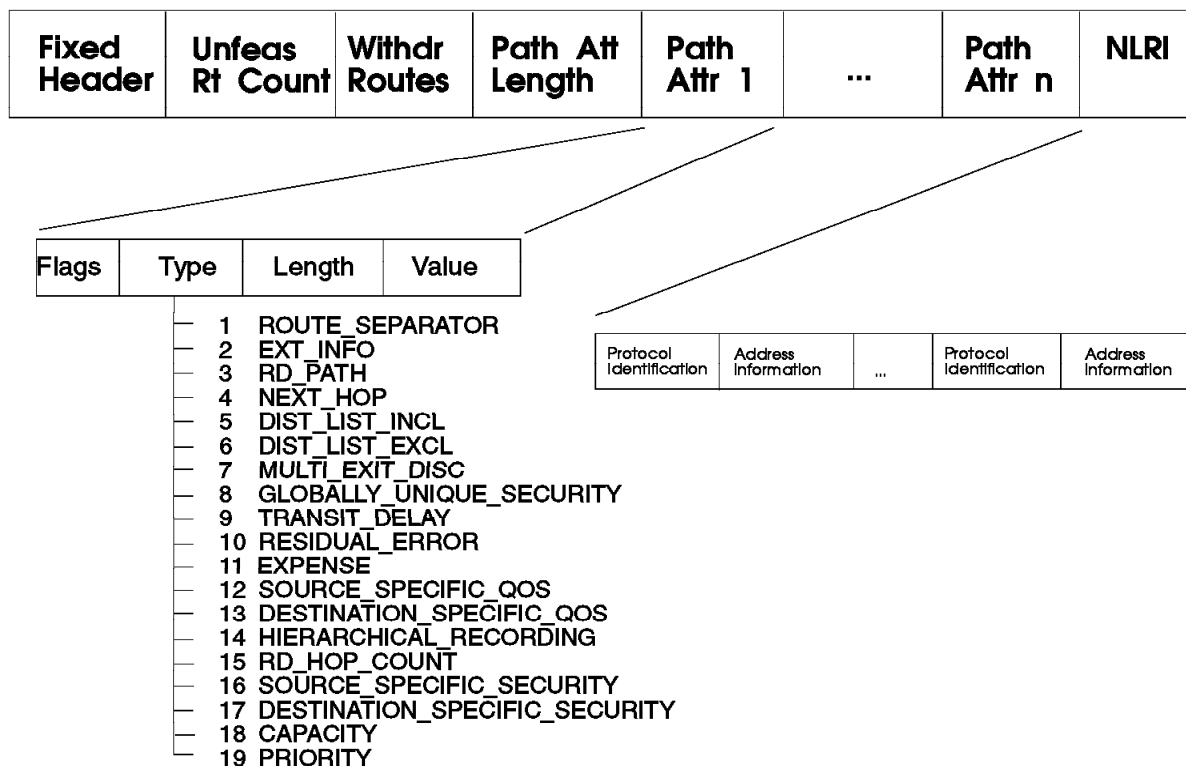 Fixed Header
Unfeas Rt Count
Withdr Routes
Path Att Length
Path Attr 1
...
Path Attr n
NLRI
Flags
Type
Length
Value
1 ROUTE_SEPARATOR
2 EXT_INFO
3 RD_PATH
4 NEXT_HOP
5 DIST_LIST_INCL
6 DIST_LIST_EXCL
7 MULTI_EXIT_DISC
8 GLOBALLY_UNIQUE_SECURITY
9 TRANSIT_DELAY
10 RESIDUAL_ERROR
11 EXPENSE
12 SOURCE_SPECIFIC_QOS
13 DESTINATION_SPECIFIC_QOS
14 HIERARCHICAL_RECORDING
15 RD_HOP_COUNT
16 SOURCE_SPECIFIC_SECURITY
17 DESTINATION_SPECIFIC_SECURITY
18 CAPACITY
19 PRIORITY
Protocol Identification
Address Information
...
Protocol Identification
Address Information